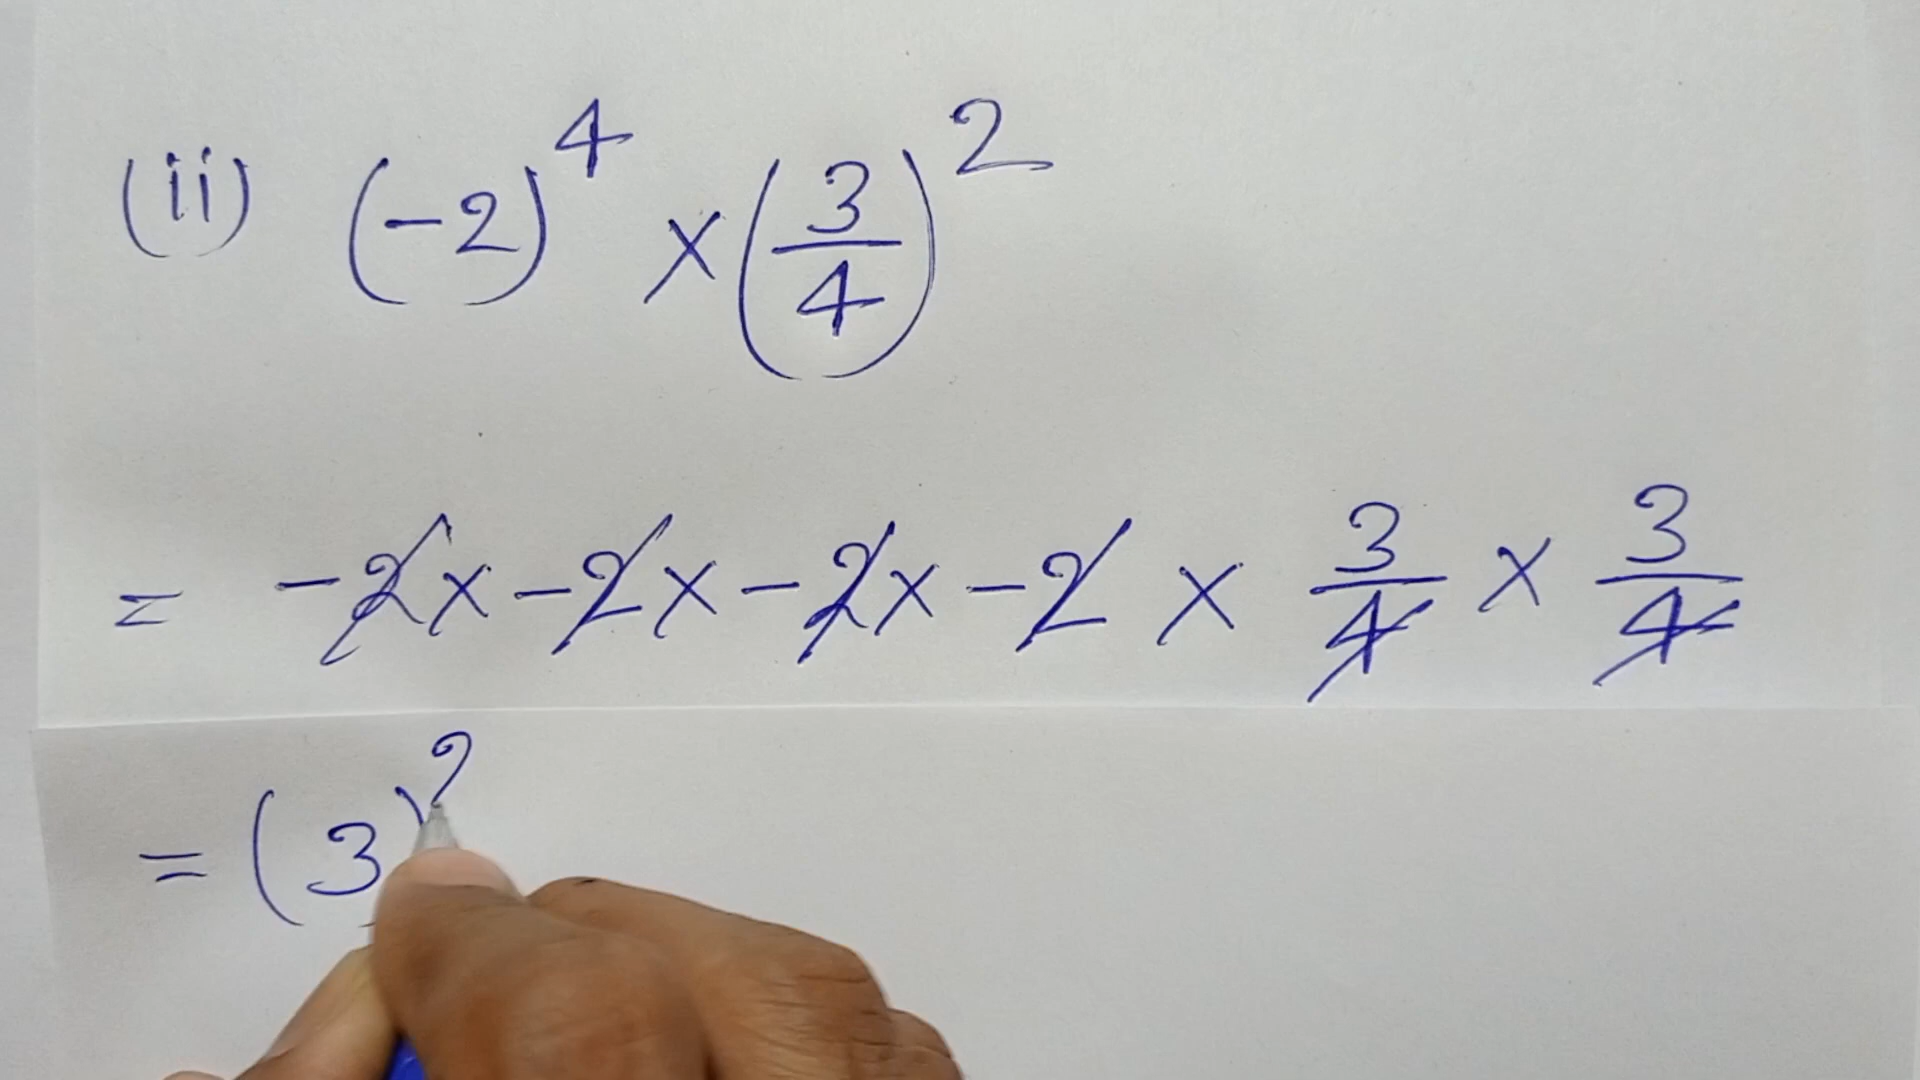 (ii) (-2)^4 × (3/4)^2
= -2 × -2 × -2 × -2 × 3/4 × 3/4
= (3)^2